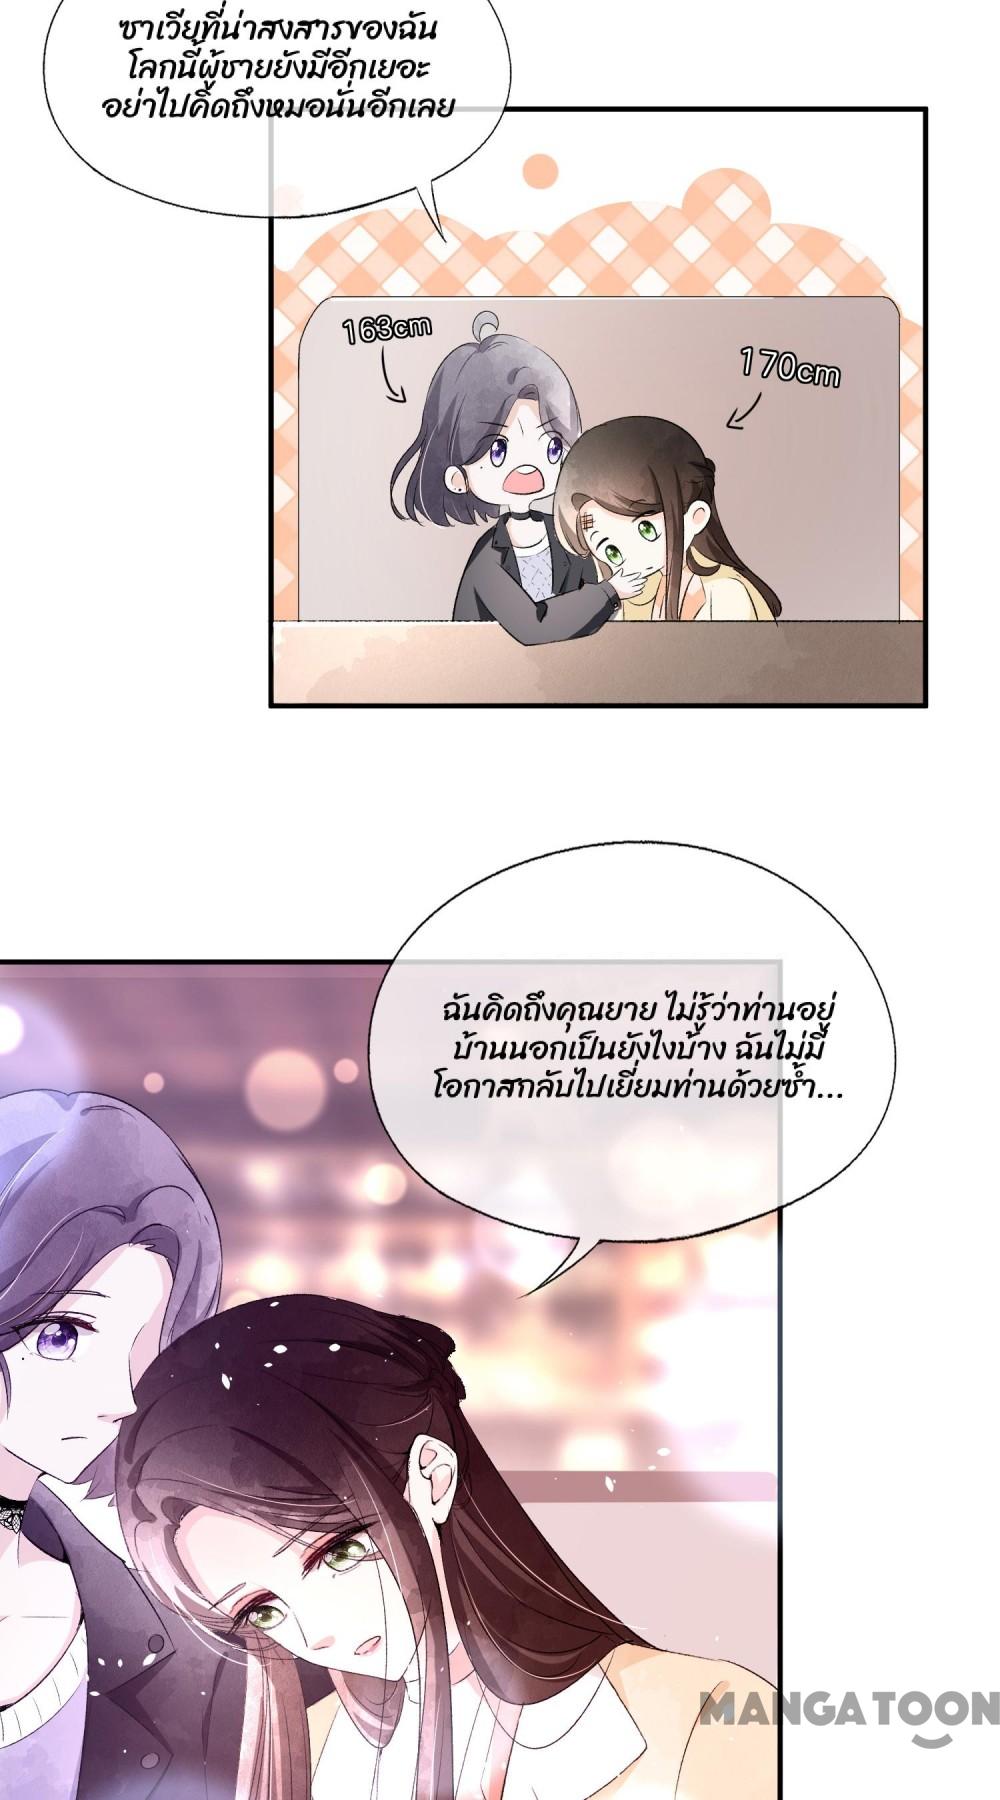 ซาเวียที่น่าสงสารของฉัน
โลกนี้ผู้ชายยังมีอีกเยอะ
อย่าไปคิดถึงหมอนั่นอีกเลย
163cm
170cm
ฉันคิดถึงคุณยาย ไม่รู้ว่าท่านอยู่
บ้านนอกเป็นยังไงบ้าง ฉันไม่มี
โอกาสกลับไปเยี่ยมท่านด้วยซ้ำ...
MANGATOON